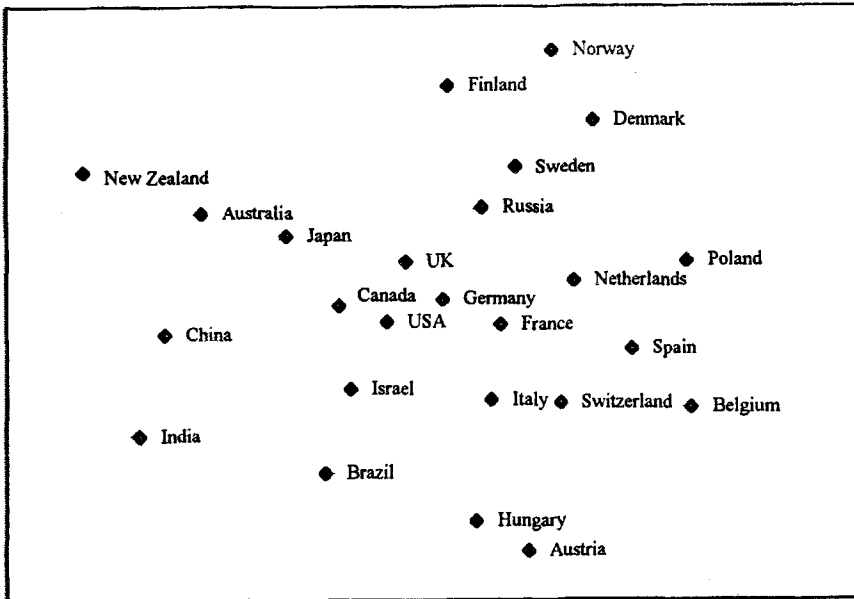 Norway
Finland
Denmark
Sweden
New Zealand
Russia
Australia
Japan
UK
Poland
Netherlands
Canada
Germany
USA
France
China
Spain
Israel
Italy
Switzerland
Belgium
India
Brazil
Hungary
Austria